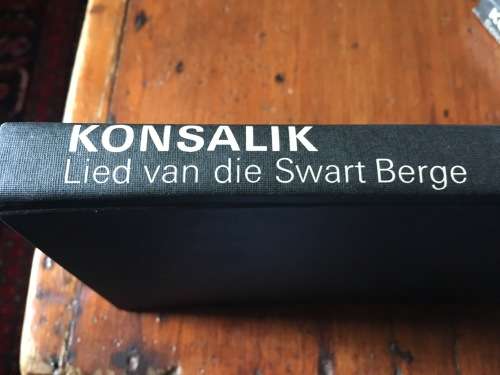 KONSALIK
Lied van die Swart Berge